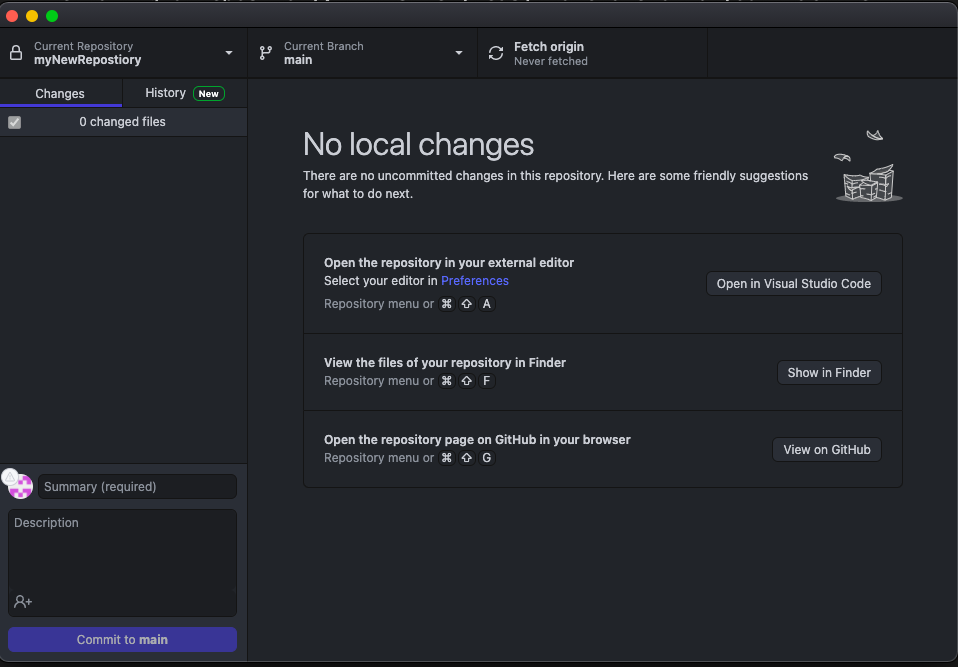 Current Repository
myNewRepostiory
Current Branch
main
Fetch origin
Never fetched
Changes
History New
0 changed files
No local changes
There are no uncommitted changes in this repository. Here are some friendly suggestions
for what to do next.
Open the repository in your external editor
Select your editor in Preferences
Repository menu or ⌘ ⇧ A
Open in Visual Studio Code
View the files of your repository in Finder
Repository menu or ⌘ ⇧ F
Show in Finder
Open the repository page on GitHub in your browser
Repository menu or ⌘ ⇧ G
View on GitHub
Summary (required)
Description
Commit to main